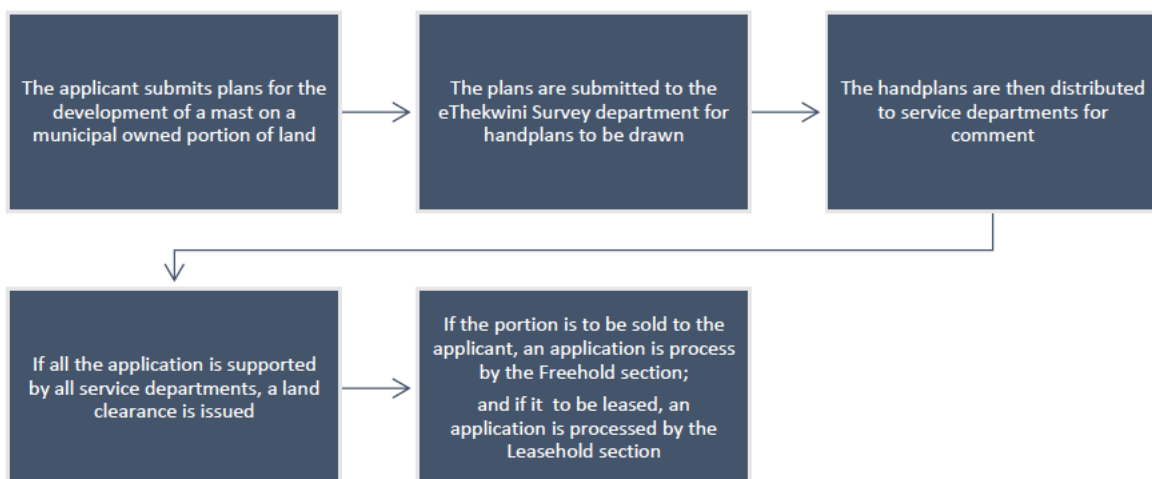 The applicant submits plans for the
development of a mast on a
municipal owned portion of land
The plans are submitted to the
eThekwini Survey department for
handplans to be drawn
The handplans are then distributed
to service departments for
comment
If all the application is supported
by all service departments, a land
clearance is issued
If the portion is to be sold to the
applicant, an application is process
by the Freehold section;
and if it  to be leased, an
application is processed by the
Leasehold section